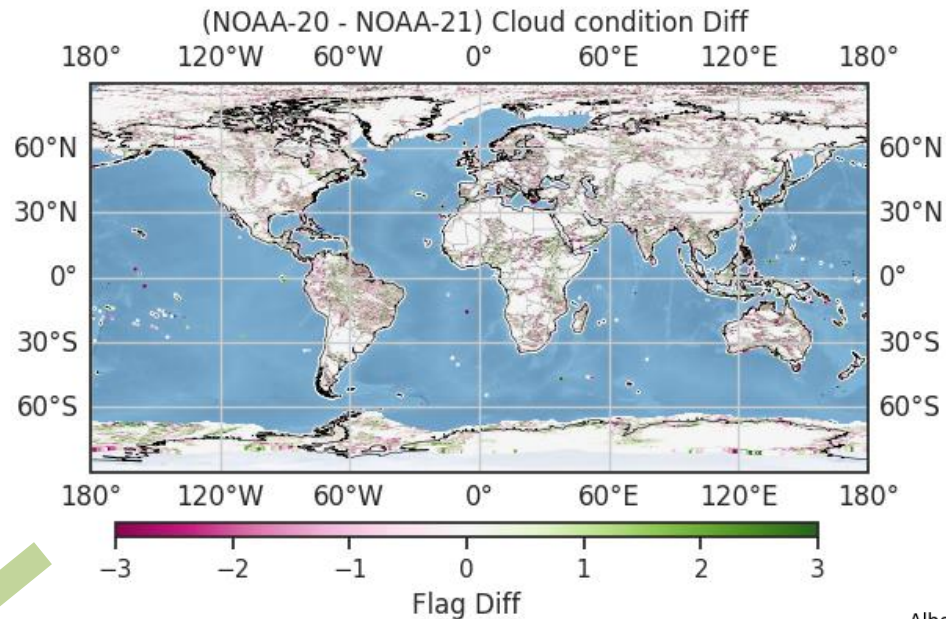 (NOAA-20 - NOAA-21) Cloud condition Diff
180° 120°W 60°W 0° 60°E 120°E 180°
60°N 60°N
30°N 30°N
0° 0°
30°S 30°S
60°S 60°S
180° 120°W 60°W 0° 60°E 120°E 180°
−3 −2 −1 0 1 2 3
Flag Diff